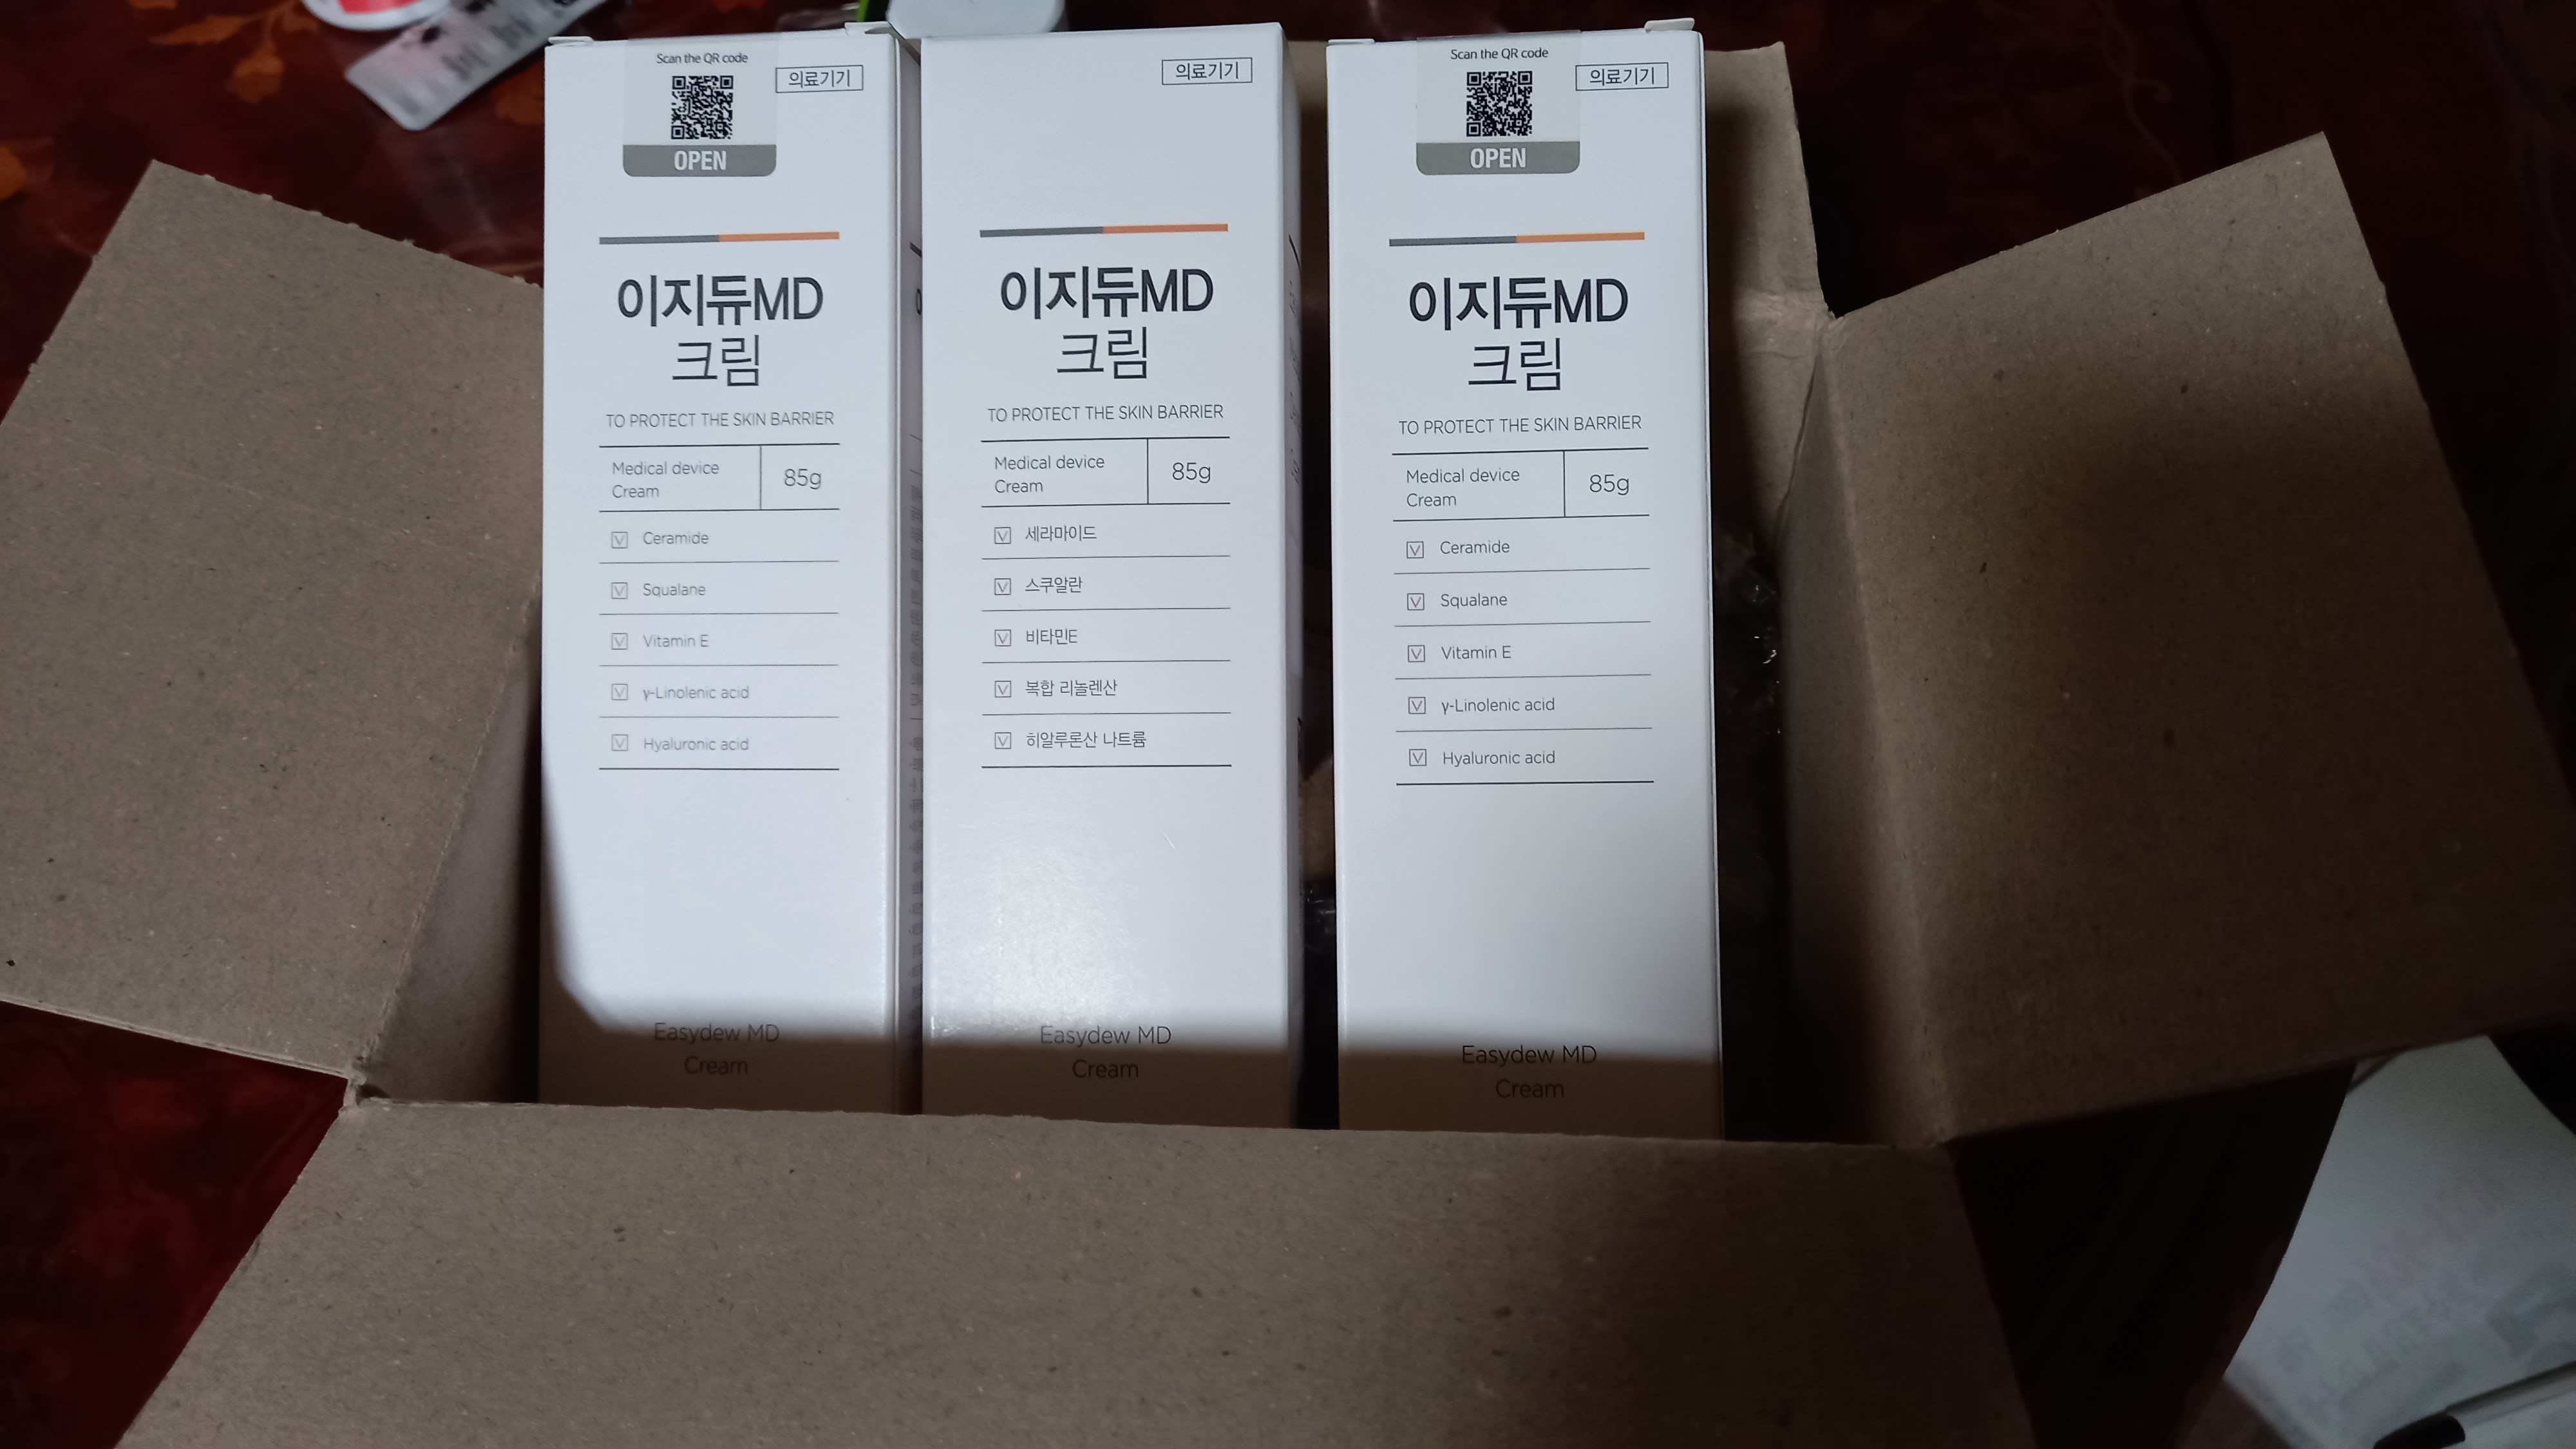 Scan the QR code
의료기기
OPEN
이지듀MD
크림
TO PROTECT THE SKIN BARRIER
Medical device
Cream
85g
Ceramide
Squalane
Vitamin E
γ-Linolenic acid
Hyaluronic acid
Easydew MD
Cream
의료기기
이지듀MD
크림
TO PROTECT THE SKIN BARRIER
Medical device
Cream
85g
세라마이드
스쿠알란
비타민E
복합 리놀렌산
히알루론산 나트륨
Easydew MD
Cream
Scan the QR code
의료기기
OPEN
이지듀MD
크림
TO PROTECT THE SKIN BARRIER
Medical device
Cream
85g
Ceramide
Squalane
Vitamin E
γ-Linolenic acid
Hyaluronic acid
Easydew MD
Cream